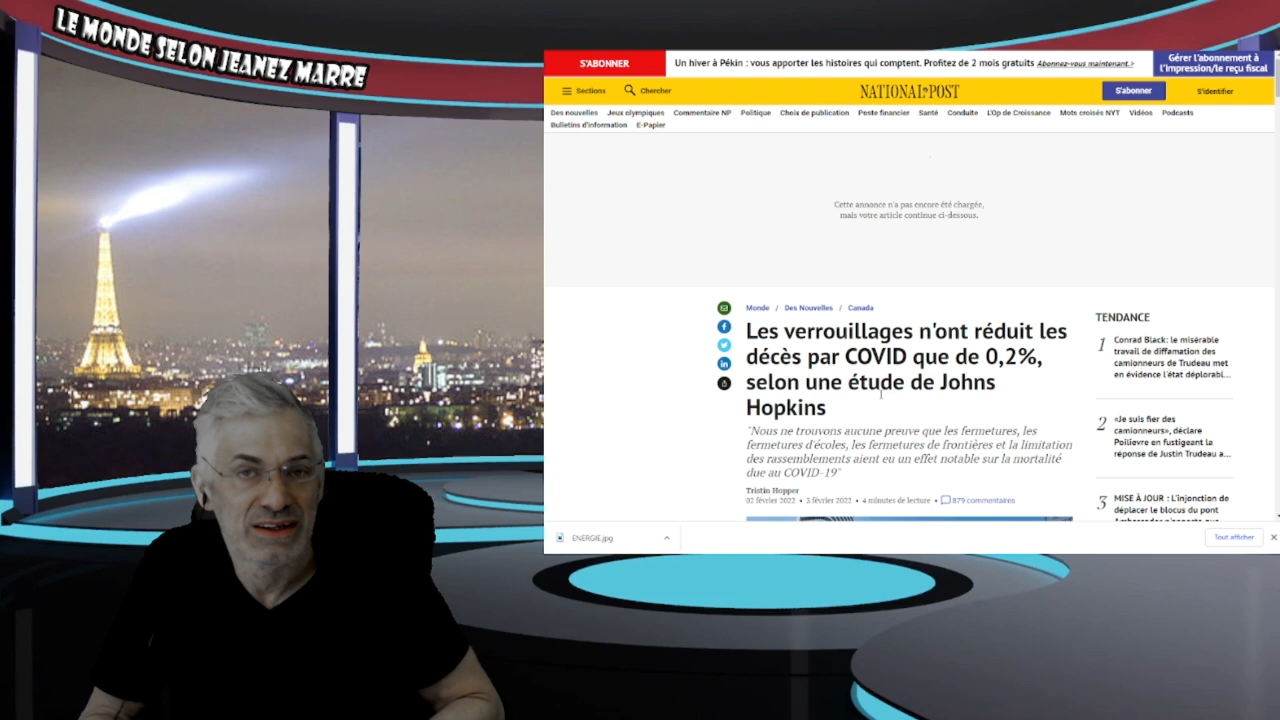 LE MONDE SELON JEANEZ MARRE
S'ABONNER
Un hiver à Pékin : vous apporter les histoires qui comptent. Profitez de 2 mois gratuits Abonnez-vous maintenant.>
Gérer l'abonnement à
l'impression/le reçu fiscal
Sections
Chercher
NATIONAL POST
S'abonner
S'identifier
Des nouvelles Jeux olympiques Commentaire NP Politique Choix de publication Poste financier Santé Conduite L'Op de Croissance Mots croisés NYT Vidéos Podcasts
Bulletins d'information E-Papier
Cette annonce n'a pas encore été chargée,
mais votre article continue ci-dessous.
Monde / Des Nouvelles / Canada
Les verrouillages n'ont réduit les
décès par COVID que de 0,2%,
selon une étude de Johns
Hopkins
"Nous ne trouvons aucune preuve que les fermetures, les
fermetures d'écoles, les fermetures de frontières et la limitation
des rassemblements aient eu un effet notable sur la mortalité
due au COVID-19"
Tristin Hopper
02 février 2022 • 3 février 2022 • 4 minutes de lecture • 879 commentaires
TENDANCE
1
Conrad Black: le misérable
travail de diffamation des
camionneurs de Trudeau met
en évidence l'état déplorabl...
2
«Je suis fier des
camionneurs», déclare
Poilievre en fustigeant la
réponse de Justin Trudeau a...
3
MISE À JOUR : L'injonction de
déplacer le blocus du pont
ENERGIE.jpg
Tout afficher